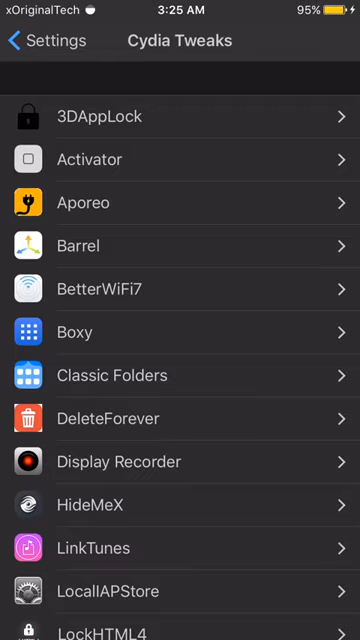 xOriginalTech 3:25 AM 95%
Settings Cydia Tweaks
3DAppLock
Activator
Aporeo
Barrel
BetterWiFi7
Boxy
Classic Folders
DeleteForever
Display Recorder
HideMeX
LinkTunes
LocalIAPStore
LockHTML4